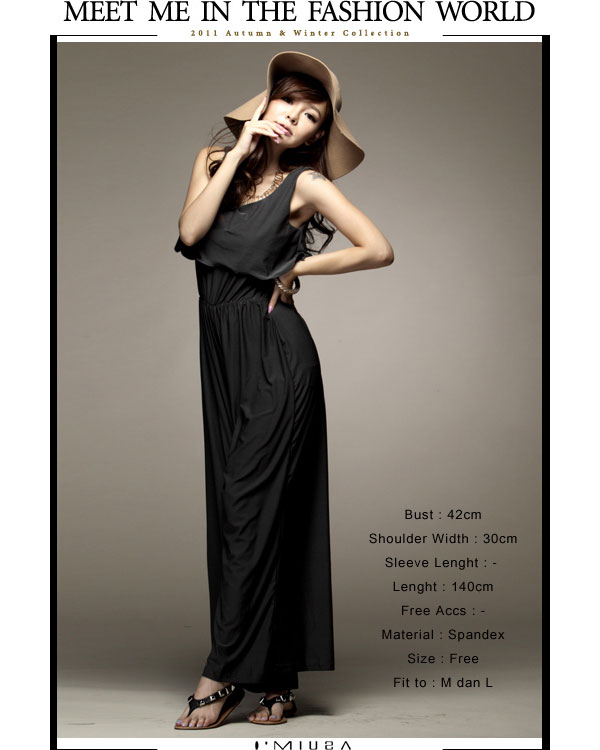 MEET ME IN THE FASHION WORLD
2011 Autumn & Winter Collection
Bust : 42cm
Shoulder Width : 30cm
Sleeve Lenght : -
Lenght : 140cm
Free Accs : -
Material : Spandex
Size : Free
Fit to : M dan L
I'MIUSA